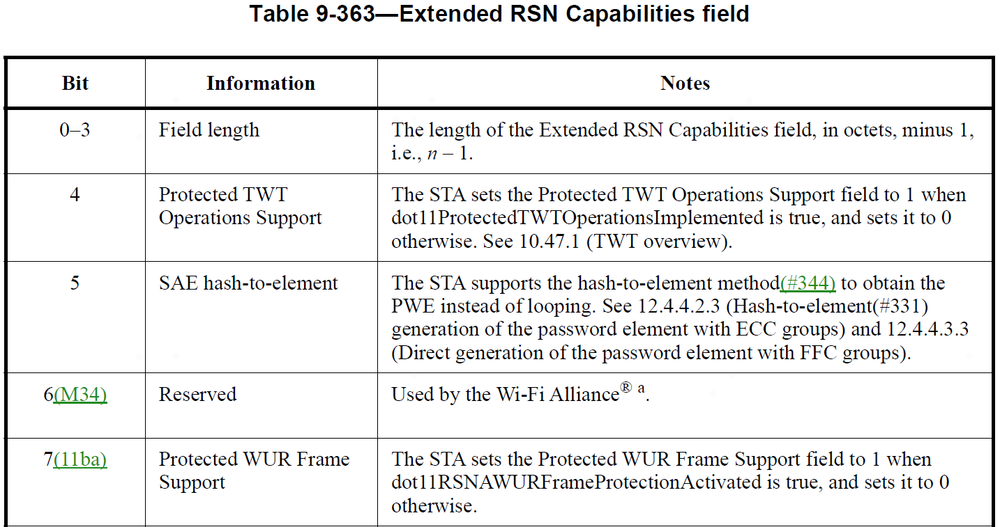 Table 9-363—Extended RSN Capabilities field
Bit
Information
Notes
0–3
Field length
The length of the Extended RSN Capabilities field, in octets, minus 1,
i.e., n – 1.
4
Protected TWT
Operations Support
The STA sets the Protected TWT Operations Support field to 1 when
dot11ProtectedTWTOperationsImplemented is true, and sets it to 0
otherwise. See 10.47.1 (TWT overview).
5
SAE hash-to-element
The STA supports the hash-to-element method(#344) to obtain the
PWE instead of looping. See 12.4.4.2.3 (Hash-to-element(#331)
generation of the password element with ECC groups) and 12.4.4.3.3
(Direct generation of the password element with FFC groups).
6(M34)
Reserved
Used by the Wi-Fi Alliance® a.
7(11ba)
Protected WUR Frame
Support
The STA sets the Protected WUR Frame Support field to 1 when
dot11RSNAWURFrameProtectionActivated is true, and sets it to 0
otherwise.